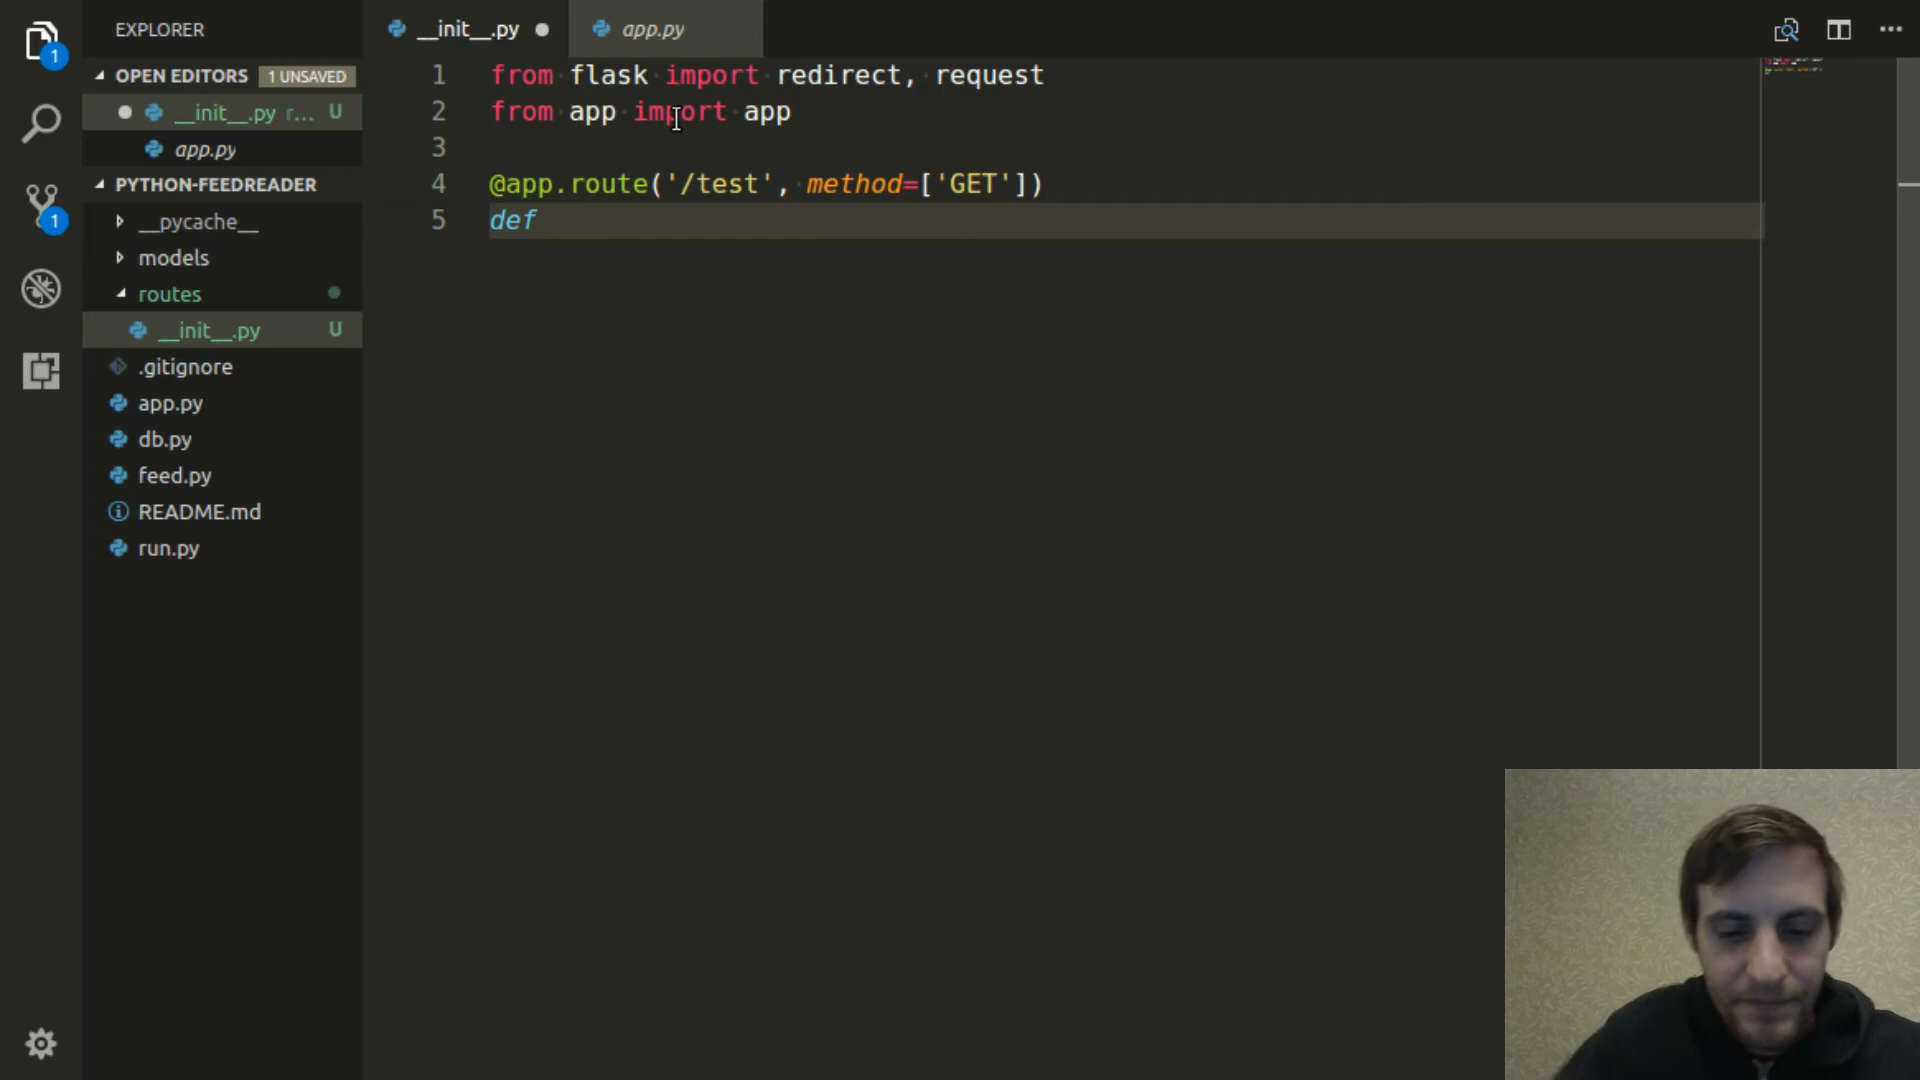 EXPLORER
__init__.py
app.py
OPEN EDITORS 1 UNSAVED
__init__.py r... U
app.py
PYTHON-FEEDREADER
__pycache__
models
routes
__init__.py U
.gitignore
app.py
db.py
feed.py
README.md
run.py
1
1
1 from flask import redirect, request
2 from app import app
3
4 @app.route('/test', method=['GET'])
5 def